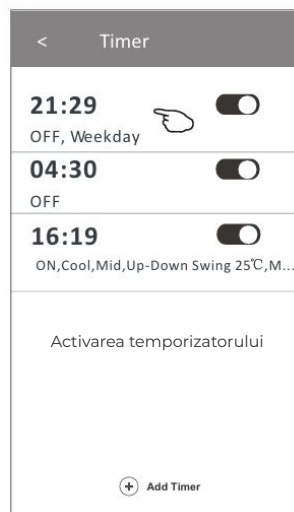 < Timer
21:29
OFF, Weekday
04:30
OFF
16:19
ON,Cool,Mid,Up-Down Swing 25℃,M...
Activarea temporizatorului
+ Add Timer